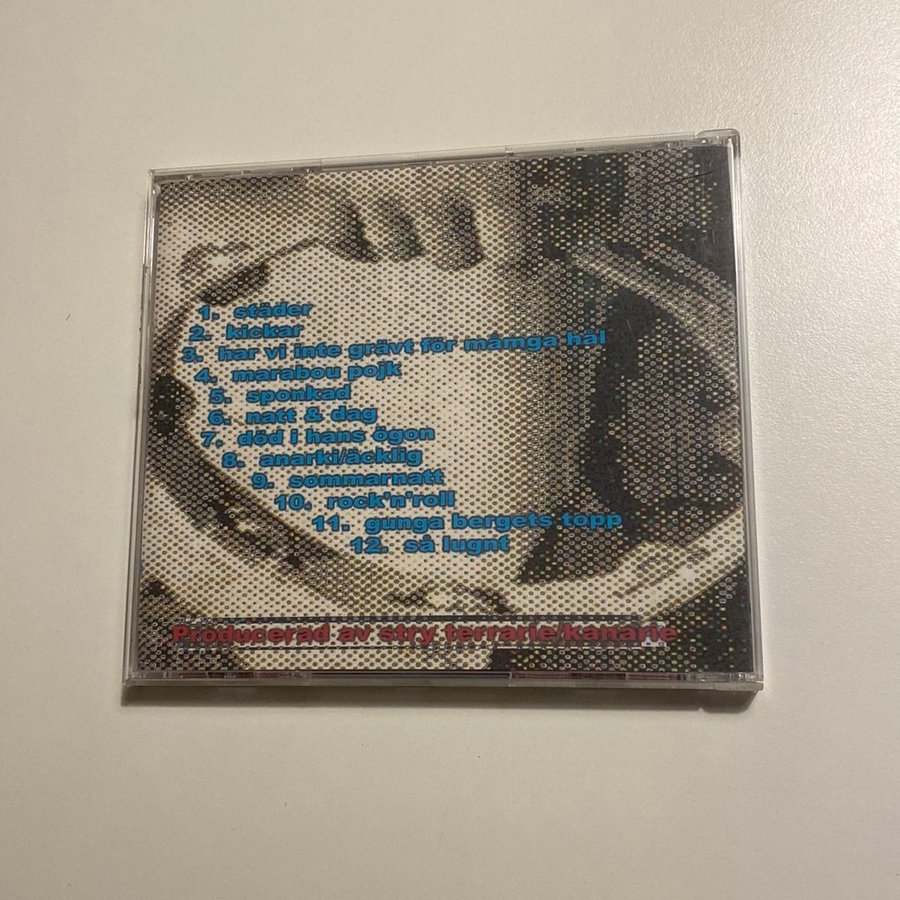 1. städer
2. kickar
3. har vi inte grävt för måmga hål
4. marabou pojk
5. sponkad
6. natt & dag
7. död i hans ögon
8. anarki/äcklig
9. sommarnatt
10. rock'n'roll
11. gunga bergets topp
12. så lugnt
Producerad av stry terrarie/kanarie